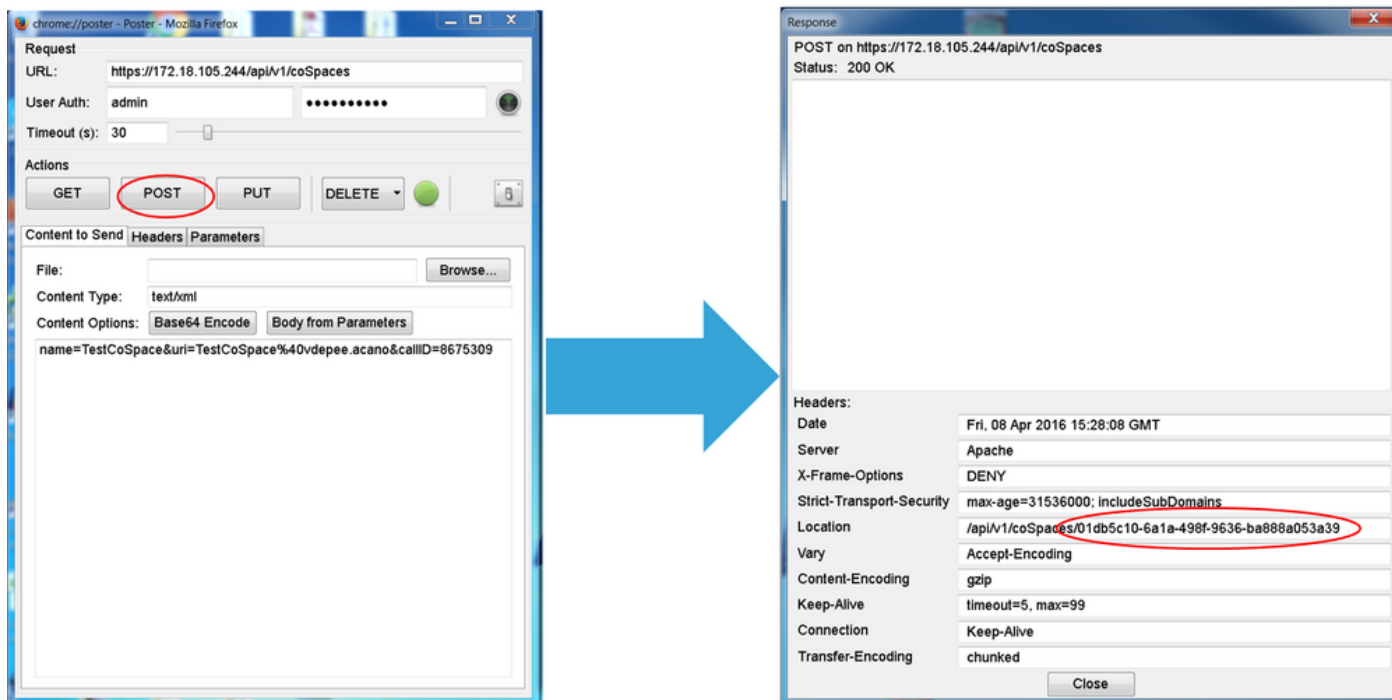 chrome://poster - Poster - Mozilla Firefox
Request
URL: https://172.18.105.244/api/v1/coSpaces
User Auth: admin ••••••••••
Timeout (s): 30
Actions
GET POST PUT DELETE
Content to Send Headers Parameters
File: Browse...
Content Type: text/xml
Content Options: Base64 Encode Body from Parameters
name=TestCoSpace&uri=TestCoSpace%40vdepee.acano&callID=8675309
Response
POST on https://172.18.105.244/api/v1/coSpaces
Status: 200 OK
Headers:
Date Fri, 08 Apr 2016 15:28:08 GMT
Server Apache
X-Frame-Options DENY
Strict-Transport-Security max-age=31536000; includeSubDomains
Location /api/v1/coSpaces/01db5c10-6a1a-498f-9636-ba888a053a39
Vary Accept-Encoding
Content-Encoding gzip
Keep-Alive timeout=5, max=99
Connection Keep-Alive
Transfer-Encoding chunked
Close